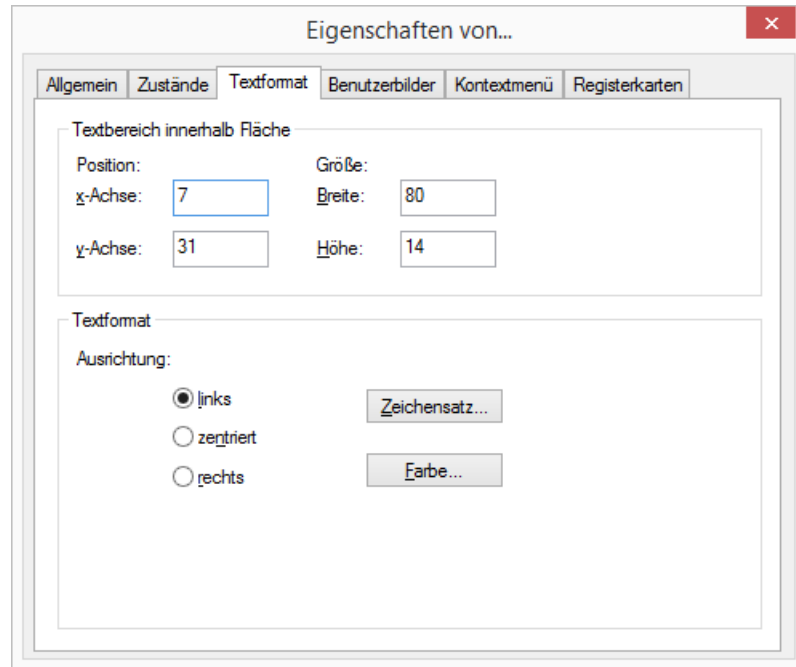 Eigenschaften von...
Allgemein Zustände Textformat Benutzerbilder Kontextmenü Registerkarten
Textbereich innerhalb Fläche
Position: Größe:
x-Achse: 7 Breite: 80
y-Achse: 31 Höhe: 14
Textformat
Ausrichtung:
links Zeichensatz...
zentriert
rechts Farbe...